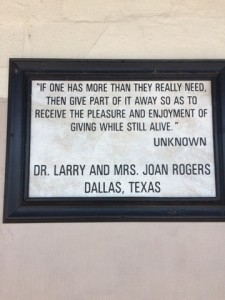 "IF ONE HAS MORE THAN THEY REALLY NEED,
THEN GIVE PART OF IT AWAY SO AS TO
RECEIVE THE PLEASURE AND ENJOYMENT OF
GIVING WHILE STILL ALIVE."
UNKNOWN
DR. LARRY AND MRS. JOAN ROGERS
DALLAS, TEXAS